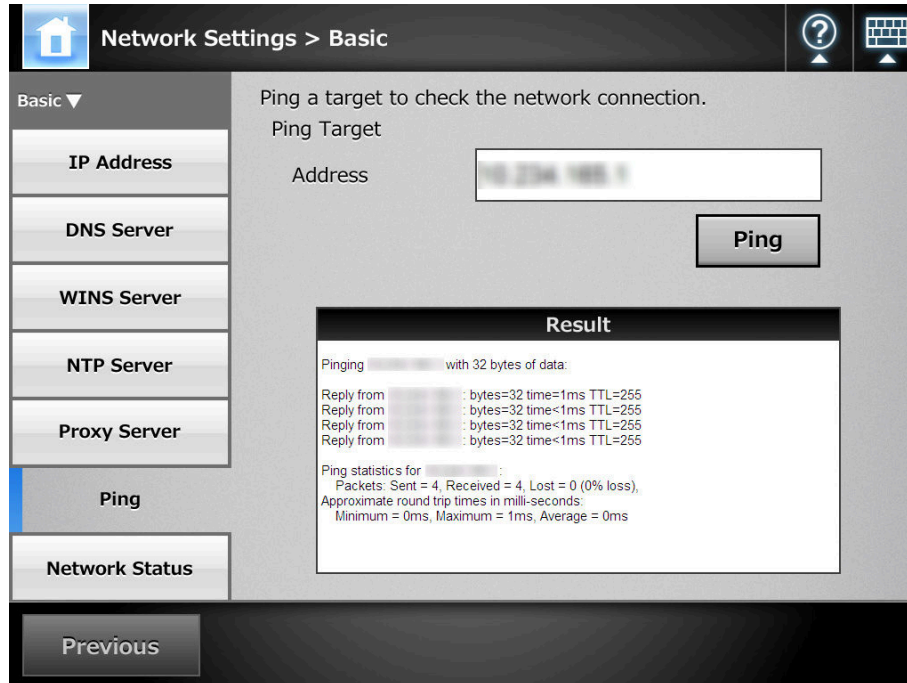 Network Settings > Basic
Basic ▼
IP Address
DNS Server
WINS Server
NTP Server
Proxy Server
Ping
Network Status
Previous
Ping a target to check the network connection.
Ping Target
Address
Ping
Result
Pinging with 32 bytes of data:
Reply from : bytes=32 time=1ms TTL=255
Reply from : bytes=32 time<1ms TTL=255
Reply from : bytes=32 time<1ms TTL=255
Reply from : bytes=32 time<1ms TTL=255
Ping statistics for :
Packets: Sent = 4, Received = 4, Lost = 0 (0% loss),
Approximate round trip times in milli-seconds:
Minimum = 0ms, Maximum = 1ms, Average = 0ms